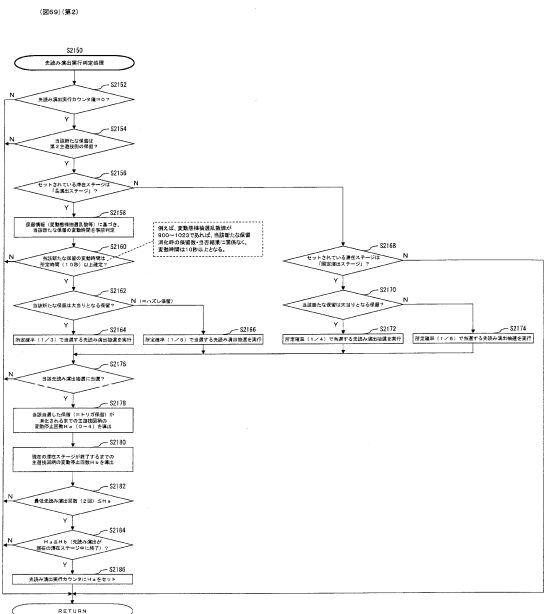 (図59)(第2)
S2150
先読み演出実行判定処理
S2152
先読み演出実行カウンタ値=0?
N
Y
S2154
当該新たな保留は
第2主遊技側の保留?
N
Y
S2156
セットされている滞在ステージは
「長演出ステージ」?
N
Y
S2158
保留情報(変動態様抽選乱数等)に基づき、
当該新たな保留の変動時間を事前判定
例えば、変動態様抽選乱数値が
900~1023であれば、当該新たな保留
消化時の保留数・当否結果に関係なく、
変動時間は10秒以上となる。
S2160
当該新たな保留の変動時間は、
所定時間(10秒)以上確定?
N
Y
S2162
当該新たな保留は大当りとなる保留?
N
(=ハズレ保留)
Y
S2164
所定確率(1/3)で当選する先読み演出抽選を実行
S2166
所定確率(1/5)で当選する先読み演出抽選を実行
S2168
セットされている滞在ステージは
「限定演出ステージ」?
N
Y
S2170
当該新たな保留は大当りとなる保留?
N
Y
S2172
所定確率(1/4)で当選する先読み演出抽選を実行
S2174
所定確率(1/6)で当選する先読み演出抽選を実行
S2176
当該先読み演出抽選に当選?
N
Y
S2178
当該当選した保留(=トリガ保留)が
消化されるまでの主遊技図柄の
変動停止回数Ha(0~4)を導出
S2180
現在の滞在ステージが終了するまでの
主遊技図柄の変動停止回数Hbを導出
S2182
最低先読み演出回数(2回)≦Ha
N
Y
S2184
Ha≦Hb(先読み演出が
現在の滞在ステージ中に終了)?
N
Y
S2186
先読み演出実行カウンタにHaをセット
RETURN